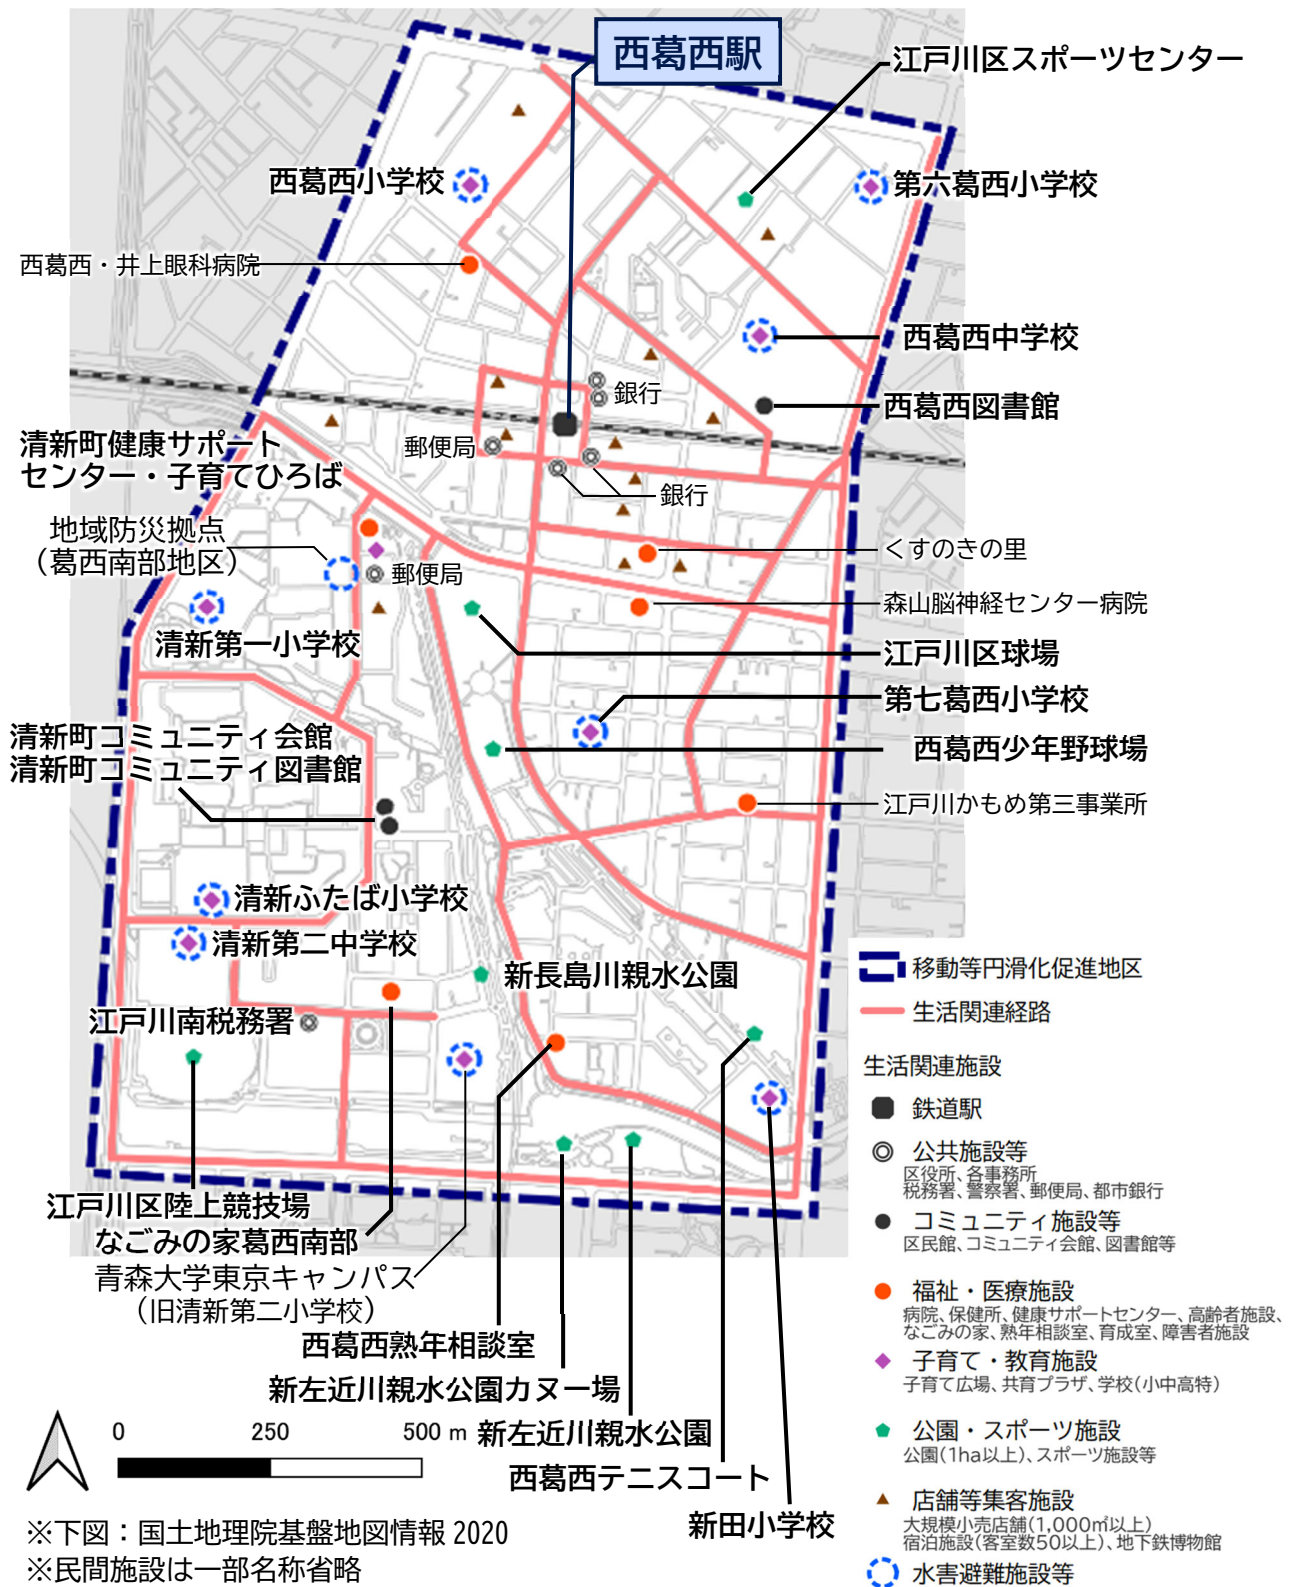 西葛西駅
江戸川区スポーツセンター
西葛西小学校
第六葛西小学校
西葛西・井上眼科病院
西葛西中学校
銀行
西葛西図書館
清新町健康サポート
センター・子育てひろば
郵便局
銀行
地域防災拠点
（葛西南部地区）
くすのきの里
郵便局
森山脳神経センター病院
清新第一小学校
江戸川区球場
第七葛西小学校
清新町コミュニティ会館
清新町コミュニティ図書館
西葛西少年野球場
江戸川かもめ第三事業所
清新ふたば小学校
清新第二中学校
新長島川親水公園
江戸川南税務署
江戸川区陸上競技場
なごみの家葛西南部
青森大学東京キャンパス
（旧清新第二小学校）
西葛西熟年相談室
新左近川親水公園カヌー場
新左近川親水公園
西葛西テニスコート
新田小学校
移動等円滑化促進地区
生活関連経路
生活関連施設
鉄道駅
公共施設等
区役所、各事務所
税務署、警察署、郵便局、都市銀行
コミュニティ施設等
区民館、コミュニティ会館、図書館等
福祉・医療施設
病院、保健所、健康サポートセンター、高齢者施設、
なごみの家、熟年相談室、育成室、障害者施設
子育て・教育施設
子育て広場、共育プラザ、学校（小中高特）
公園・スポーツ施設
公園（1ha以上）、スポーツ施設等
店舗等集客施設
大規模小売店舗（1,000㎡以上）
宿泊施設（客室数50以上）、地下鉄博物館
水害避難施設等
0 250 500 m
※下図：国土地理院基盤地図情報 2020
※民間施設は一部名称省略